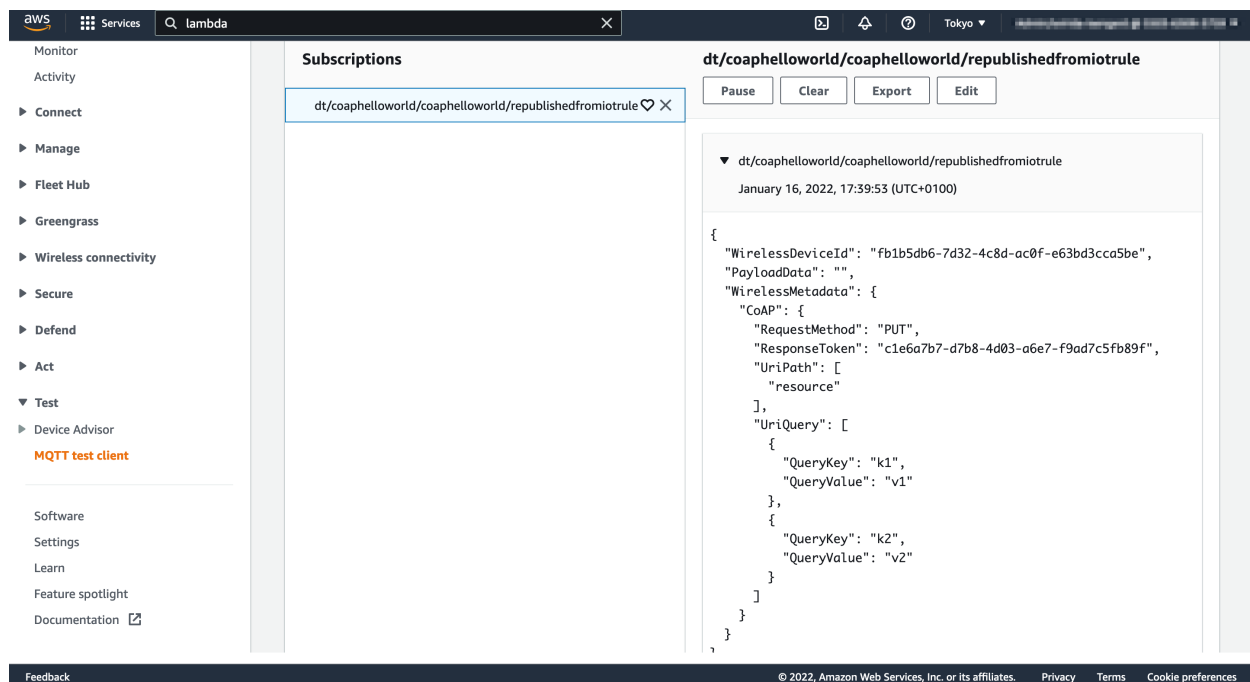 aws
Services
lambda
Tokyo
Monitor
Activity
Connect
Manage
Fleet Hub
Greengrass
Wireless connectivity
Secure
Defend
Act
Test
Device Advisor
MQTT test client
Software
Settings
Learn
Feature spotlight
Documentation
Subscriptions
dt/coaphelloworld/coaphelloworld/republishedfromiotrule
dt/coaphelloworld/coaphelloworld/republishedfromiotrule
Pause Clear Export Edit
dt/coaphelloworld/coaphelloworld/republishedfromiotrule
January 16, 2022, 17:39:53 (UTC+0100)
{
"WirelessDeviceId": "fb1b5db6-7d32-4c8d-ac0f-e63bd3cca5be",
"PayloadData": "",
"WirelessMetadata": {
"CoAP": {
"RequestMethod": "PUT",
"ResponseToken": "c1e6a7b7-d7b8-4d03-a6e7-f9ad7c5fb89f",
"UriPath": [
"resource"
],
"UriQuery": [
{
"QueryKey": "k1",
"QueryValue": "v1"
},
{
"QueryKey": "k2",
"QueryValue": "v2"
}
]
}
}
Feedback
© 2022, Amazon Web Services, Inc. or its affiliates. Privacy Terms Cookie preferences